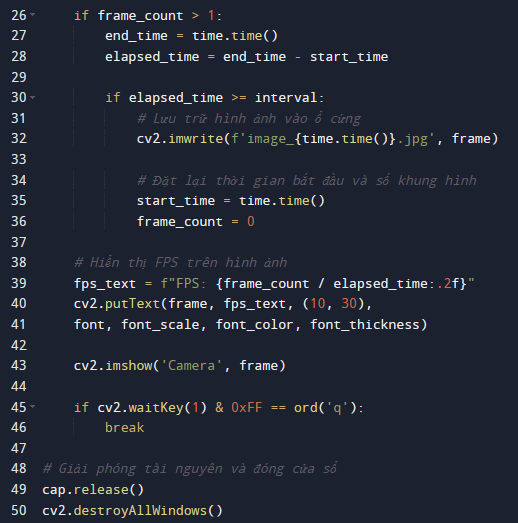 26 if frame_count > 1:
27 end_time = time.time()
28 elapsed_time = end_time - start_time
29
30 if elapsed_time >= interval:
31 # Lưu trữ hình ảnh vào ổ cứng
32 cv2.imwrite(f'image_{time.time()}.jpg', frame)
33
34 # Đặt lại thời gian bắt đầu và số khung hình
35 start_time = time.time()
36 frame_count = 0
37
38 # Hiển thị FPS trên hình ảnh
39 fps_text = f"FPS: {frame_count / elapsed_time:.2f}"
40 cv2.putText(frame, fps_text, (10, 30),
41 font, font_scale, font_color, font_thickness)
42
43 cv2.imshow('Camera', frame)
44
45 if cv2.waitKey(1) & 0xFF == ord('q'):
46 break
47
48 # Giải phóng tài nguyên và đóng cửa sổ
49 cap.release()
50 cv2.destroyAllWindows()